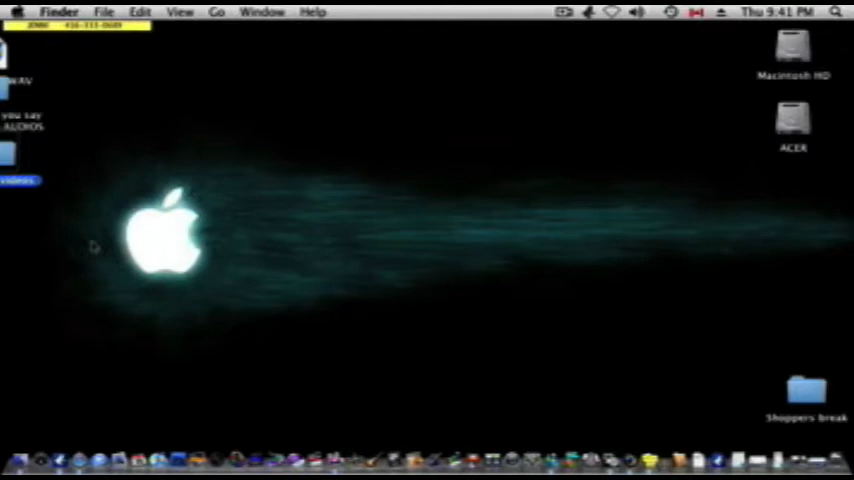 Finder File Edit View Go Window Help Thu 9:41 PM
WAV
you say
AUDIOS
videos
Macintosh HD
ACER
Shoppers break